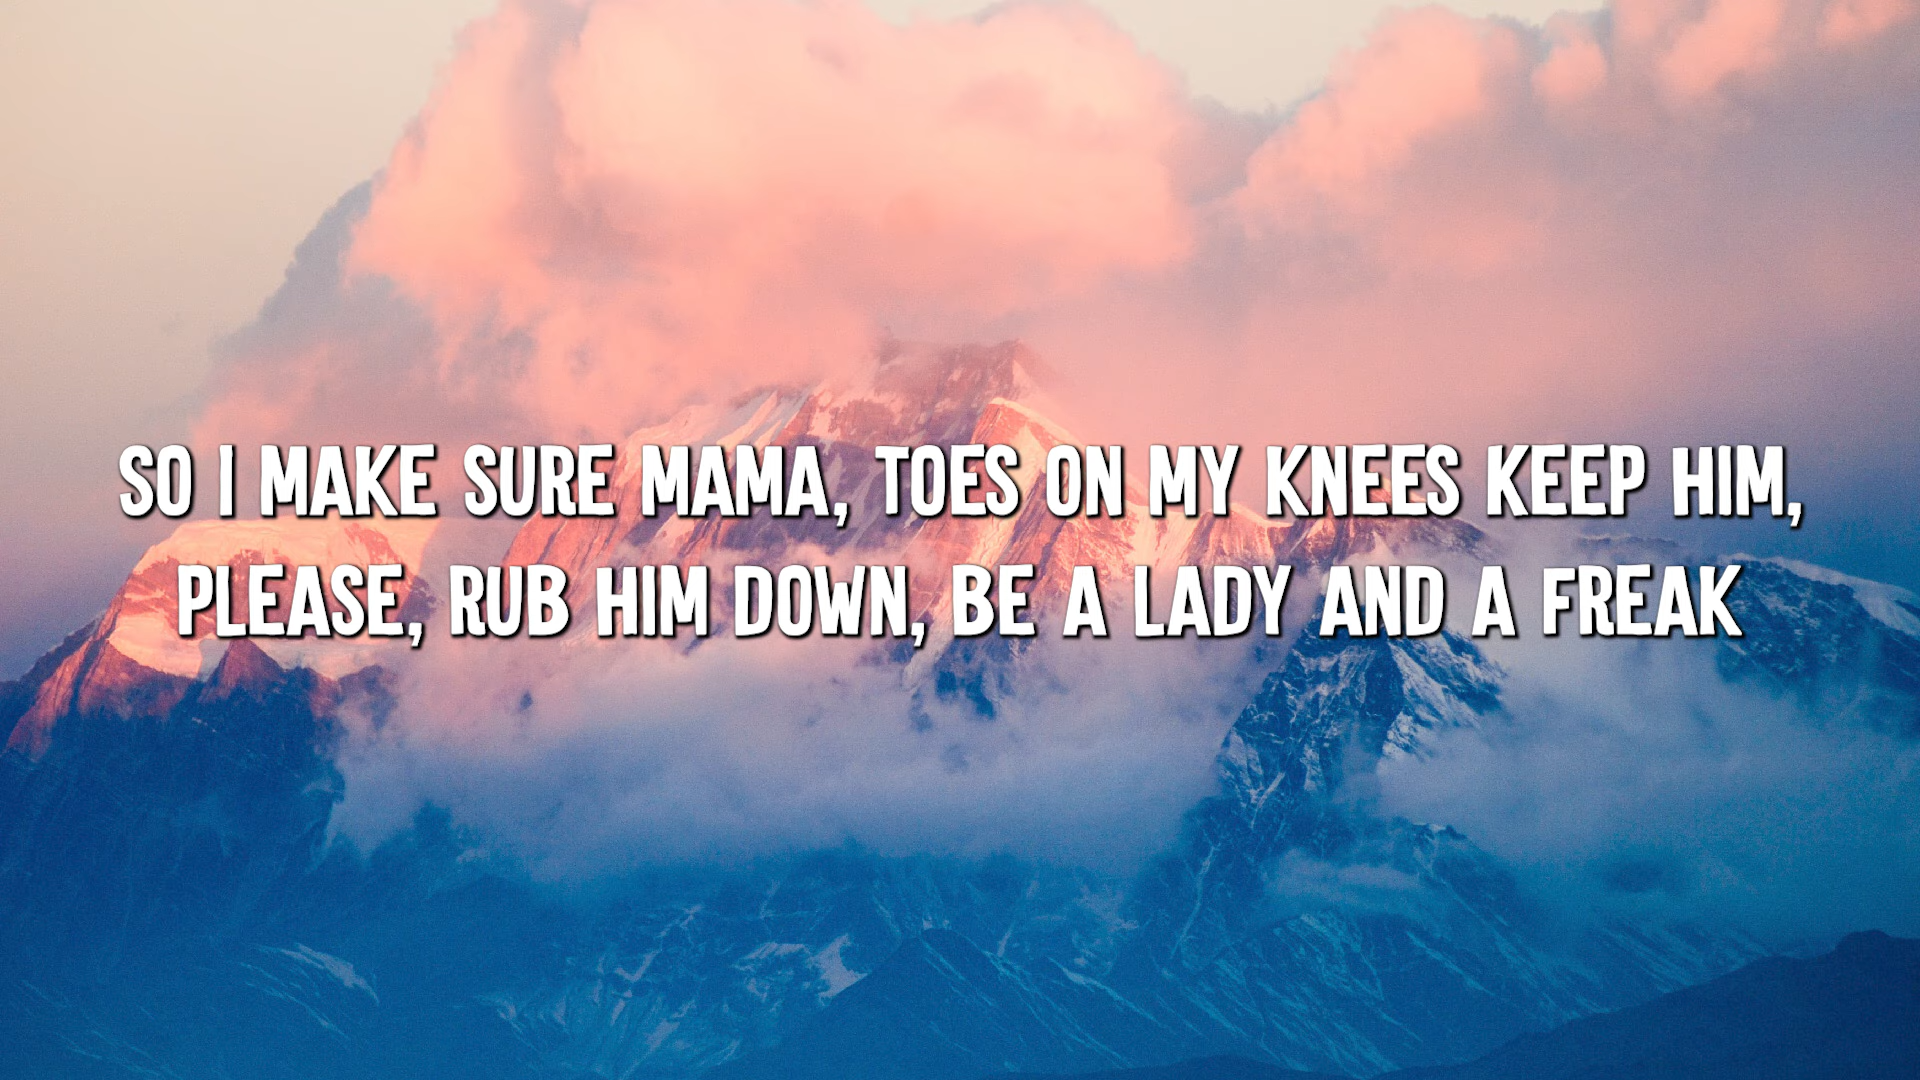 SO I MAKE SURE MAMA, TOES ON MY KNEES KEEP HIM,
PLEASE, RUB HIM DOWN, BE A LADY AND A FREAK